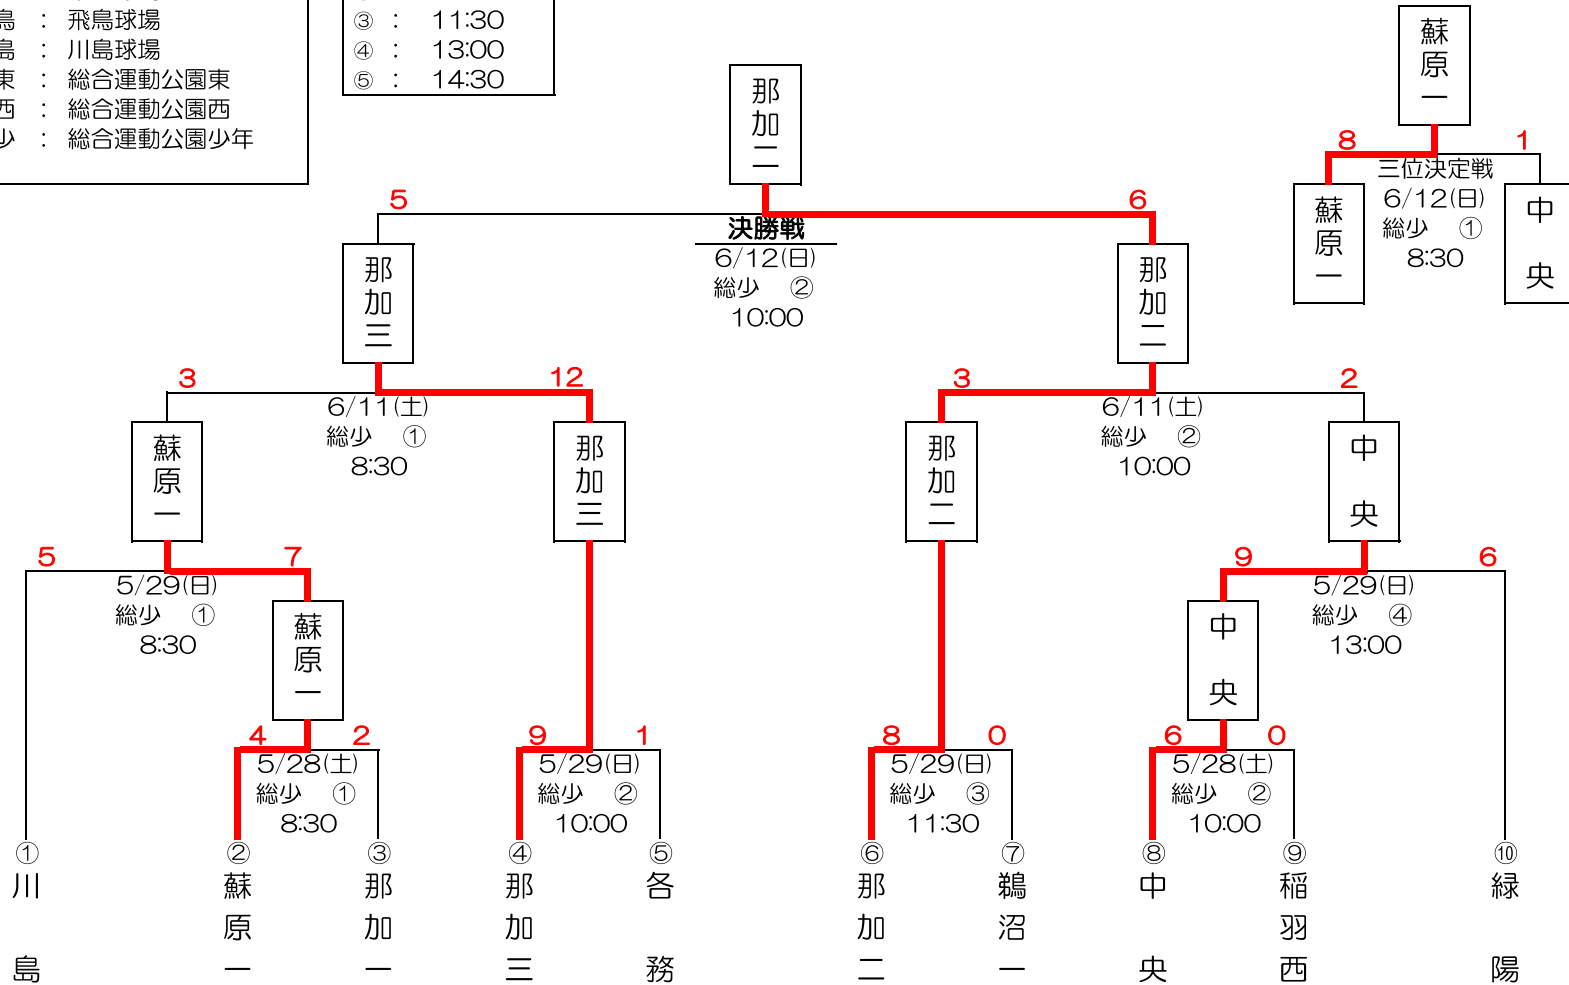 鳥 : 飛鳥球場
島 : 川島球場
東 : 総合運動公園東
西 : 総合運動公園西
少 : 総合運動公園少年
③ : 11:30
④ : 13:00
⑤ : 14:30
蘇原一
8 1
三位決定戦
6/12(日)
総少 ①
8:30
蘇原一
中央
那加二
5 6
決勝戦
6/12(日)
総少 ②
10:00
那加三
那加二
3 12
6/11(土)
総少 ①
8:30
3 2
6/11(土)
総少 ②
10:00
蘇原一
那加三
那加二
中央
5 7
5/29(日)
総少 ①
8:30
9 6
5/29(日)
総少 ④
13:00
蘇原一
中央
4 2
5/28(土)
総少 ①
8:30
9 1
5/29(日)
総少 ②
10:00
8 0
5/29(日)
総少 ③
11:30
6 0
5/28(土)
総少 ②
10:00
① 川島
② 蘇原一
③ 那加一
④ 那加三
⑤ 各務
⑥ 那加二
⑦ 鵜沼一
⑧ 中央
⑨ 稲羽西
⑩ 緑陽